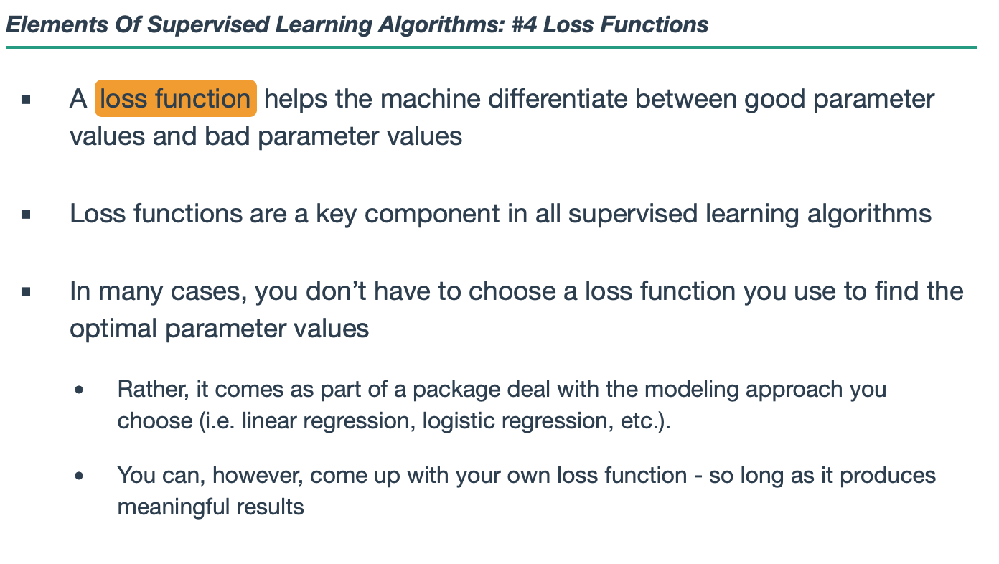 Elements Of Supervised Learning Algorithms: #4 Loss Functions
▪ A loss function helps the machine differentiate between good parameter
values and bad parameter values
▪ Loss functions are a key component in all supervised learning algorithms
▪ In many cases, you don’t have to choose a loss function you use to find the
optimal parameter values
• Rather, it comes as part of a package deal with the modeling approach you
choose (i.e. linear regression, logistic regression, etc.).
• You can, however, come up with your own loss function - so long as it produces
meaningful results